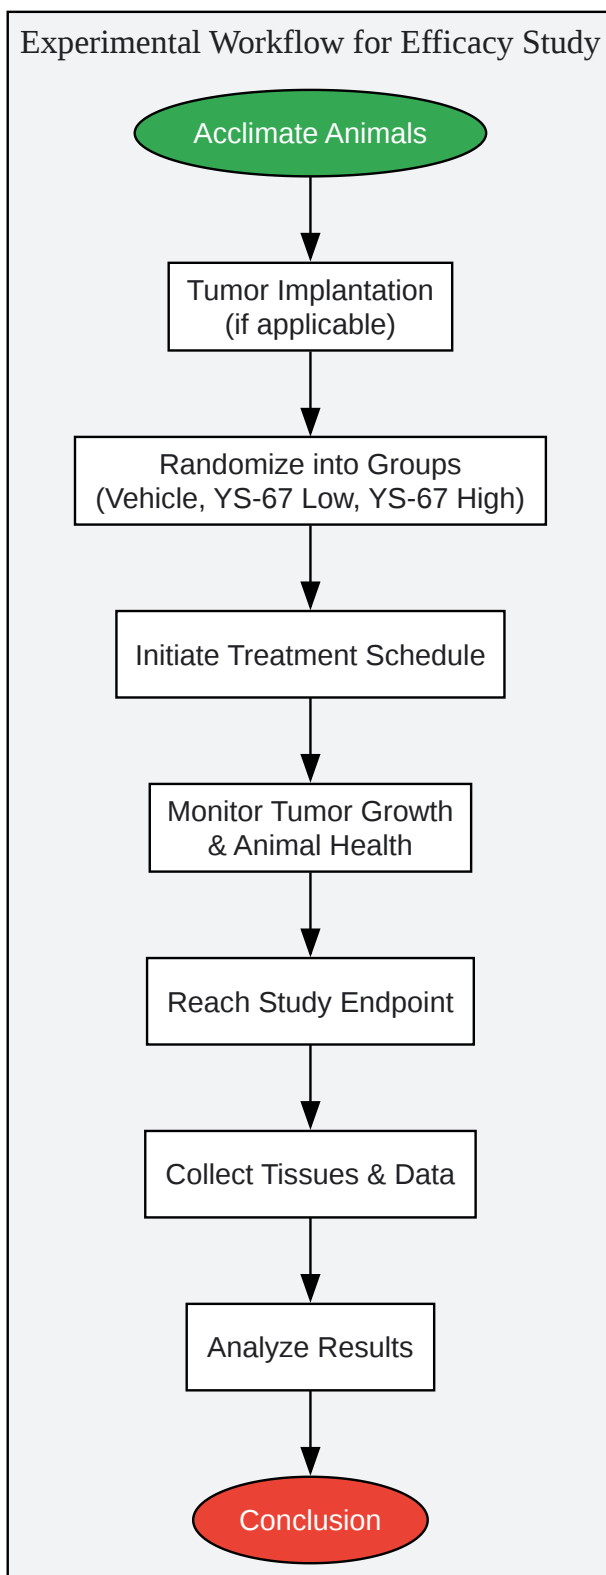 Experimental Workflow for Efficacy Study
Acclimate Animals
Tumor Implantation
(if applicable)
Randomize into Groups
(Vehicle, YS-67 Low, YS-67 High)
Initiate Treatment Schedule
Monitor Tumor Growth
& Animal Health
Reach Study Endpoint
Collect Tissues & Data
Analyze Results
Conclusion